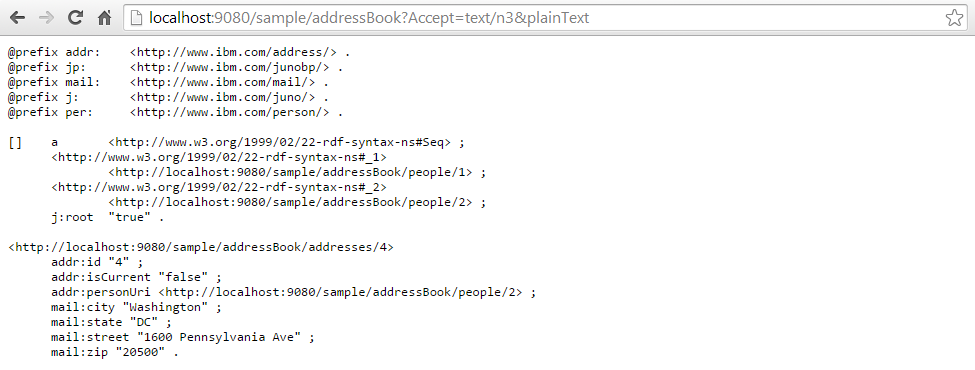 localhost:9080/sample/addressBook?Accept=text/n3&plainText
@prefix addr: <http://www.ibm.com/address/> .
@prefix jp: <http://www.ibm.com/junobp/> .
@prefix mail: <http://www.ibm.com/mail/> .
@prefix j: <http://www.ibm.com/juno/> .
@prefix per: <http://www.ibm.com/person/> .
[] a <http://www.w3.org/1999/02/22-rdf-syntax-ns#Seq> ;
<http://www.w3.org/1999/02/22-rdf-syntax-ns#_1>
<http://localhost:9080/sample/addressBook/people/1> ;
<http://www.w3.org/1999/02/22-rdf-syntax-ns#_2>
<http://localhost:9080/sample/addressBook/people/2> ;
j:root "true" .
<http://localhost:9080/sample/addressBook/addresses/4>
addr:id "4" ;
addr:isCurrent "false" ;
addr:personUri <http://localhost:9080/sample/addressBook/people/2> ;
mail:city "Washington" ;
mail:state "DC" ;
mail:street "1600 Pennsylvania Ave" ;
mail:zip "20500" .